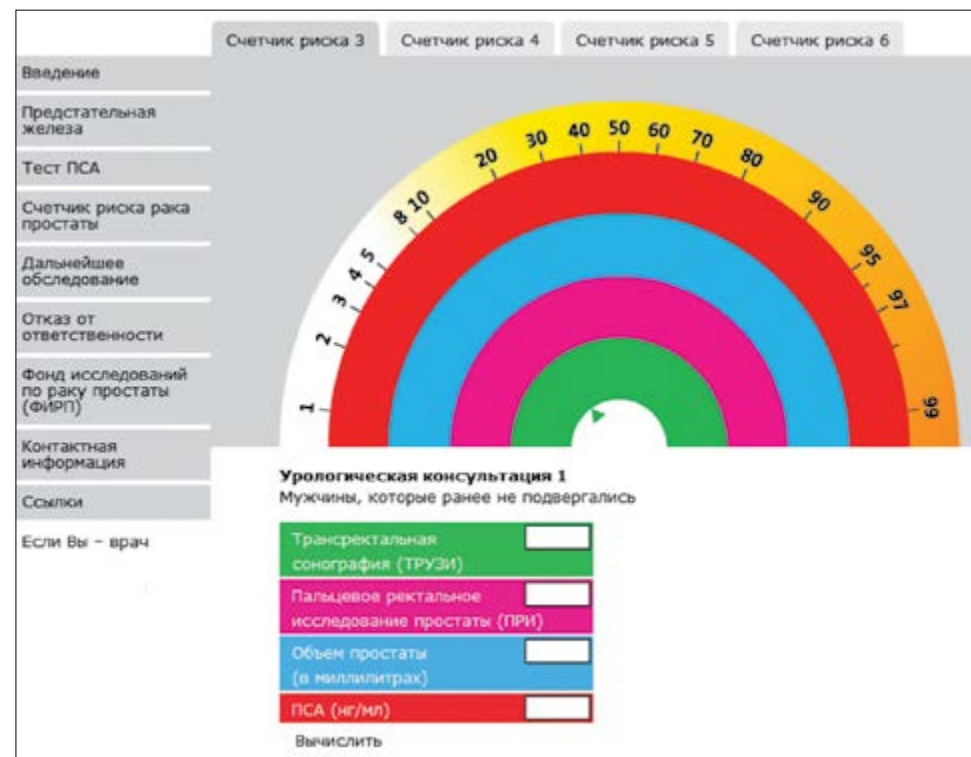 Счетчик риска 3
Счетчик риска 4
Счетчик риска 5
Счетчик риска 6
Введение
Предстательная
железа
Тест ПСА
Счетчик риска рака
простаты
Дальнейшее
обследование
Отказ от
ответственности
Фонд исследований
по раку простаты
(ФИРП)
Контактная
информация
Ссылки
Если Вы – врач
1
2
3
4
5
8
10
20
30
40
50
60
70
80
90
95
97
99
Урологическая консультация 1
Мужчины, которые ранее не подвергались
Трансректальная
сонография (ТРУЗИ)
Пальцевое ректальное
исследование простаты (ПРИ)
Объем простаты
(в миллилитрах)
ПСА (нг/мл)
Вычислить